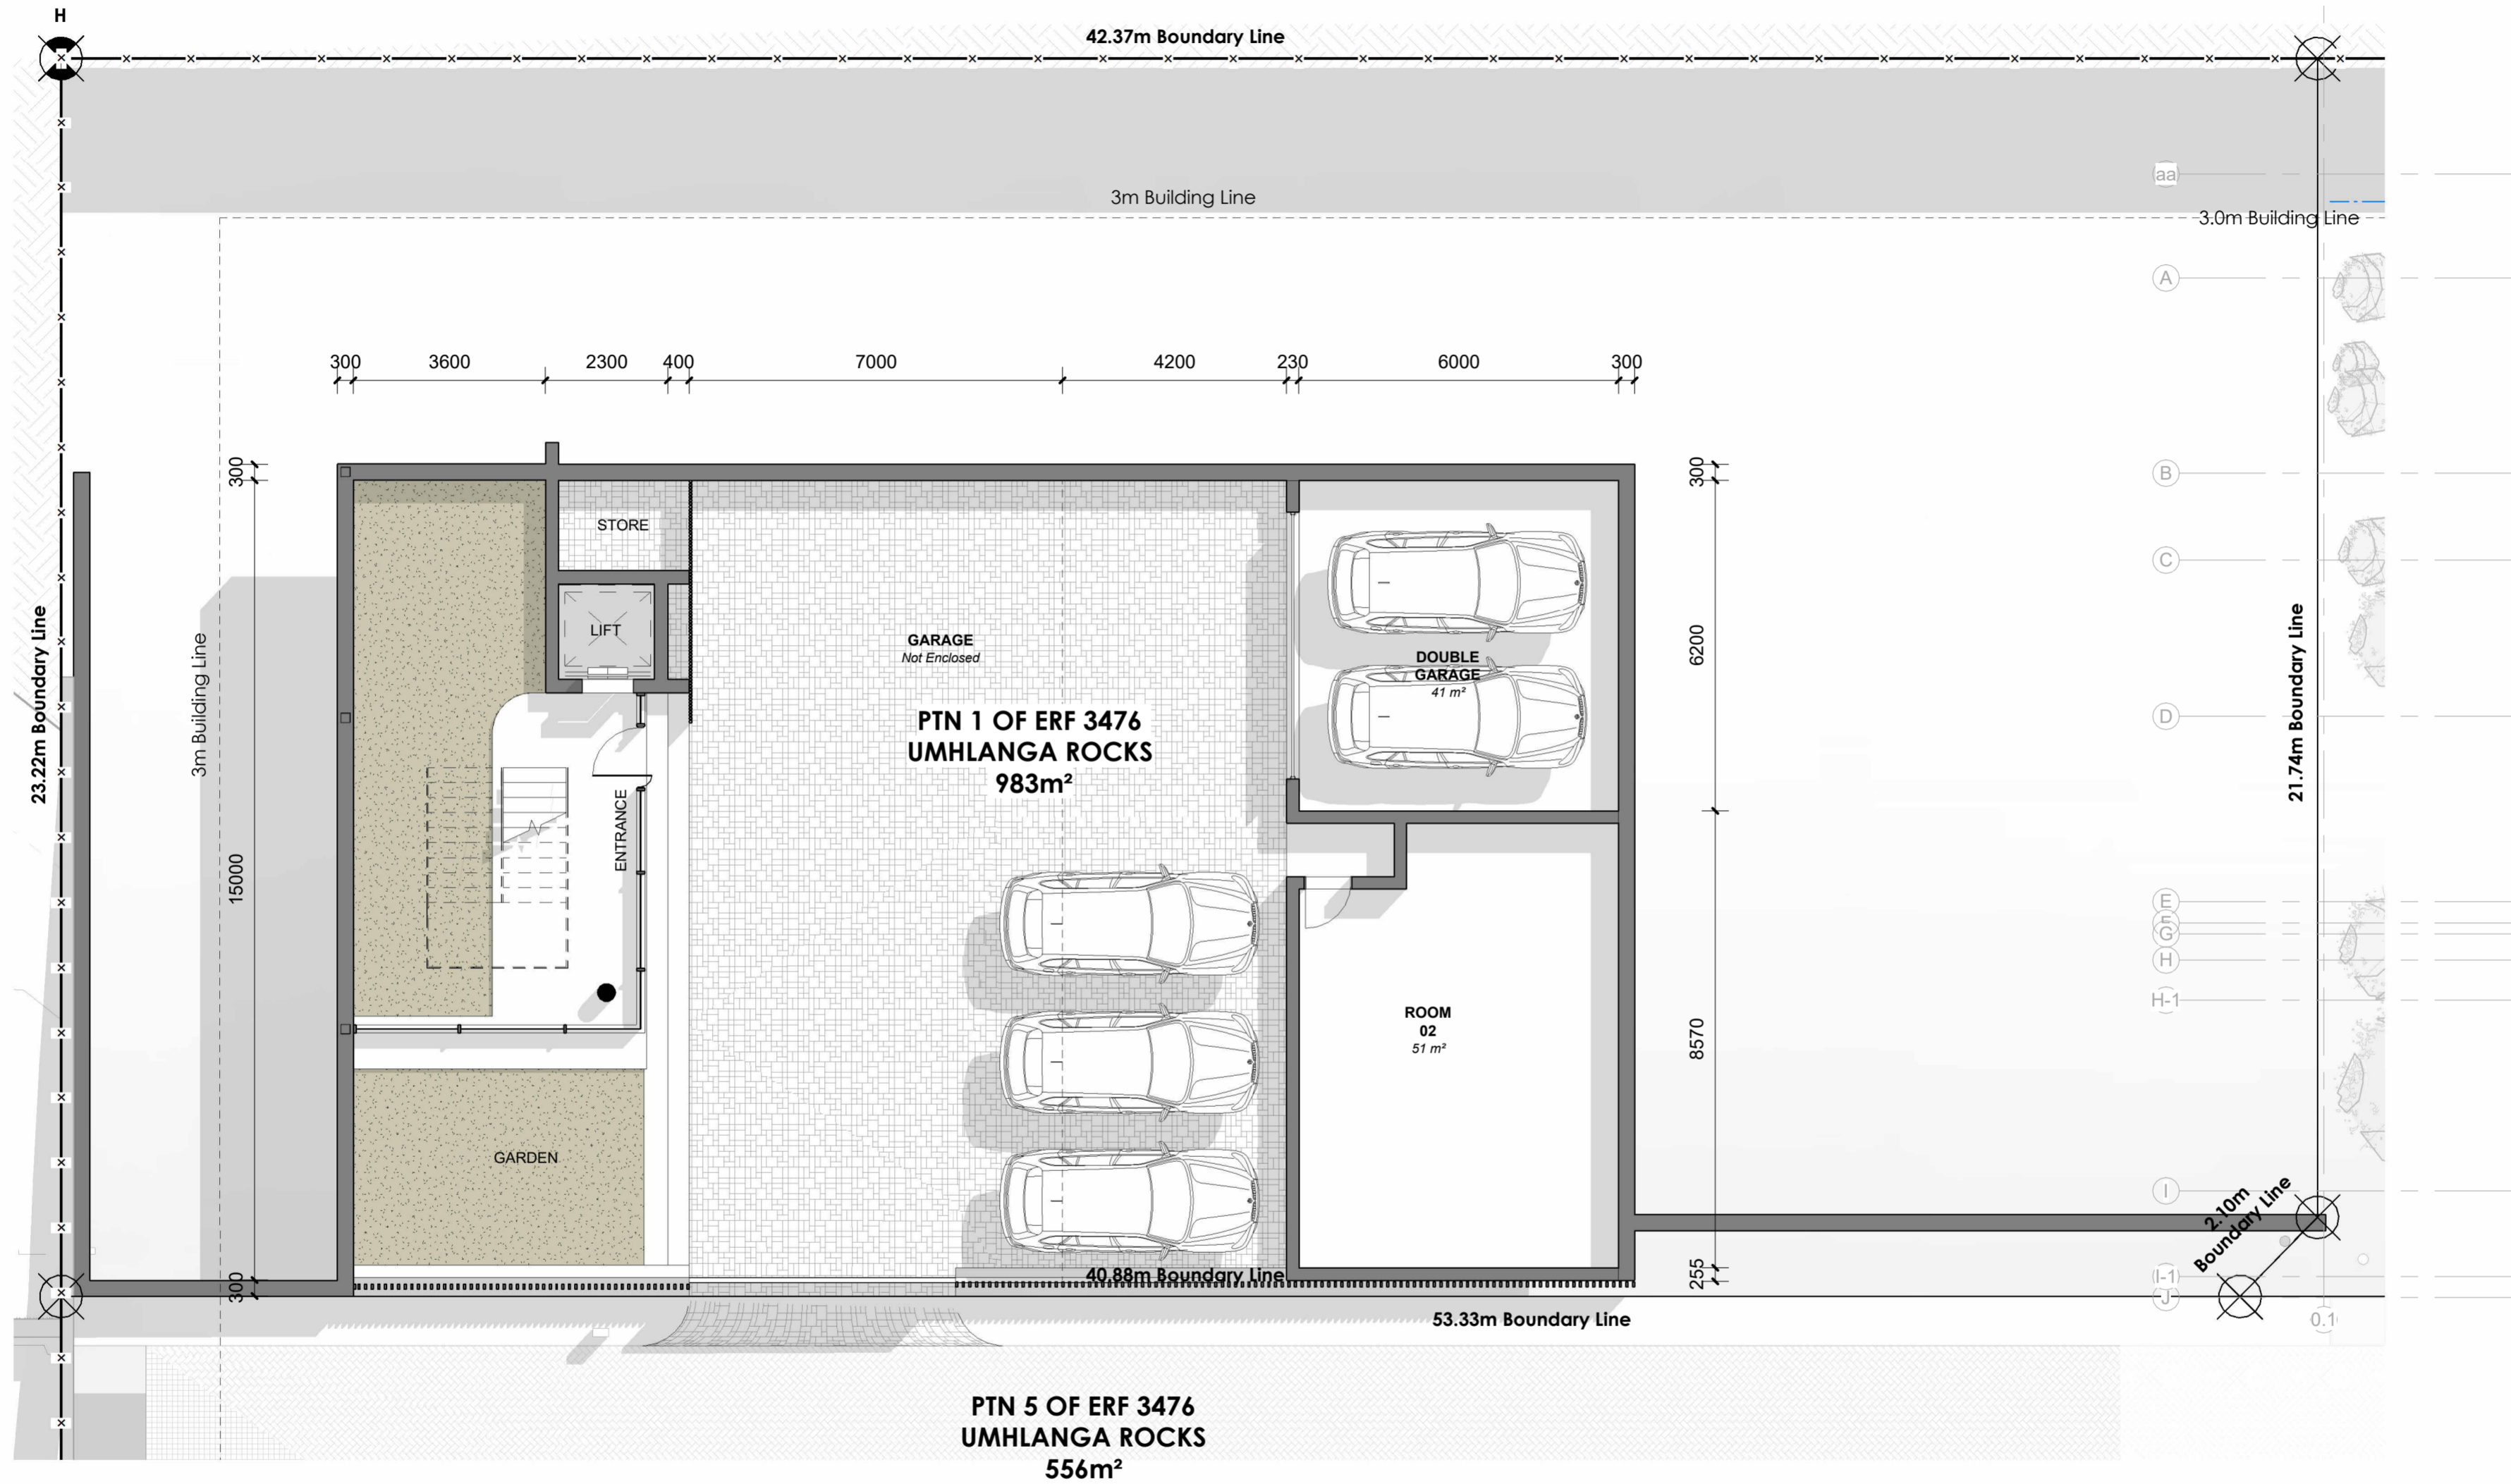 H
42.37m Boundary Line
3m Building Line
aa
3.0m Building Line
A
300
3600
2300
400
7000
4200
230
6000
300
300
300
B
STORE
C
LIFT
GARAGE
Not Enclosed
DOUBLE
GARAGE
41 m²
6200
23.22m Boundary Line
3m Building Line
21.74m Boundary Line
D
PTN 1 OF ERF 3476
UMHLANGA ROCKS
983m²
ENTRANCE
15000
E
F
G
H
H-1
ROOM
02
51 m²
8570
GARDEN
I
2.10m
Boundary Line
300
40.88m Boundary Line
255
I-1
J
53.33m Boundary Line
0.1
PTN 5 OF ERF 3476
UMHLANGA ROCKS
556m²